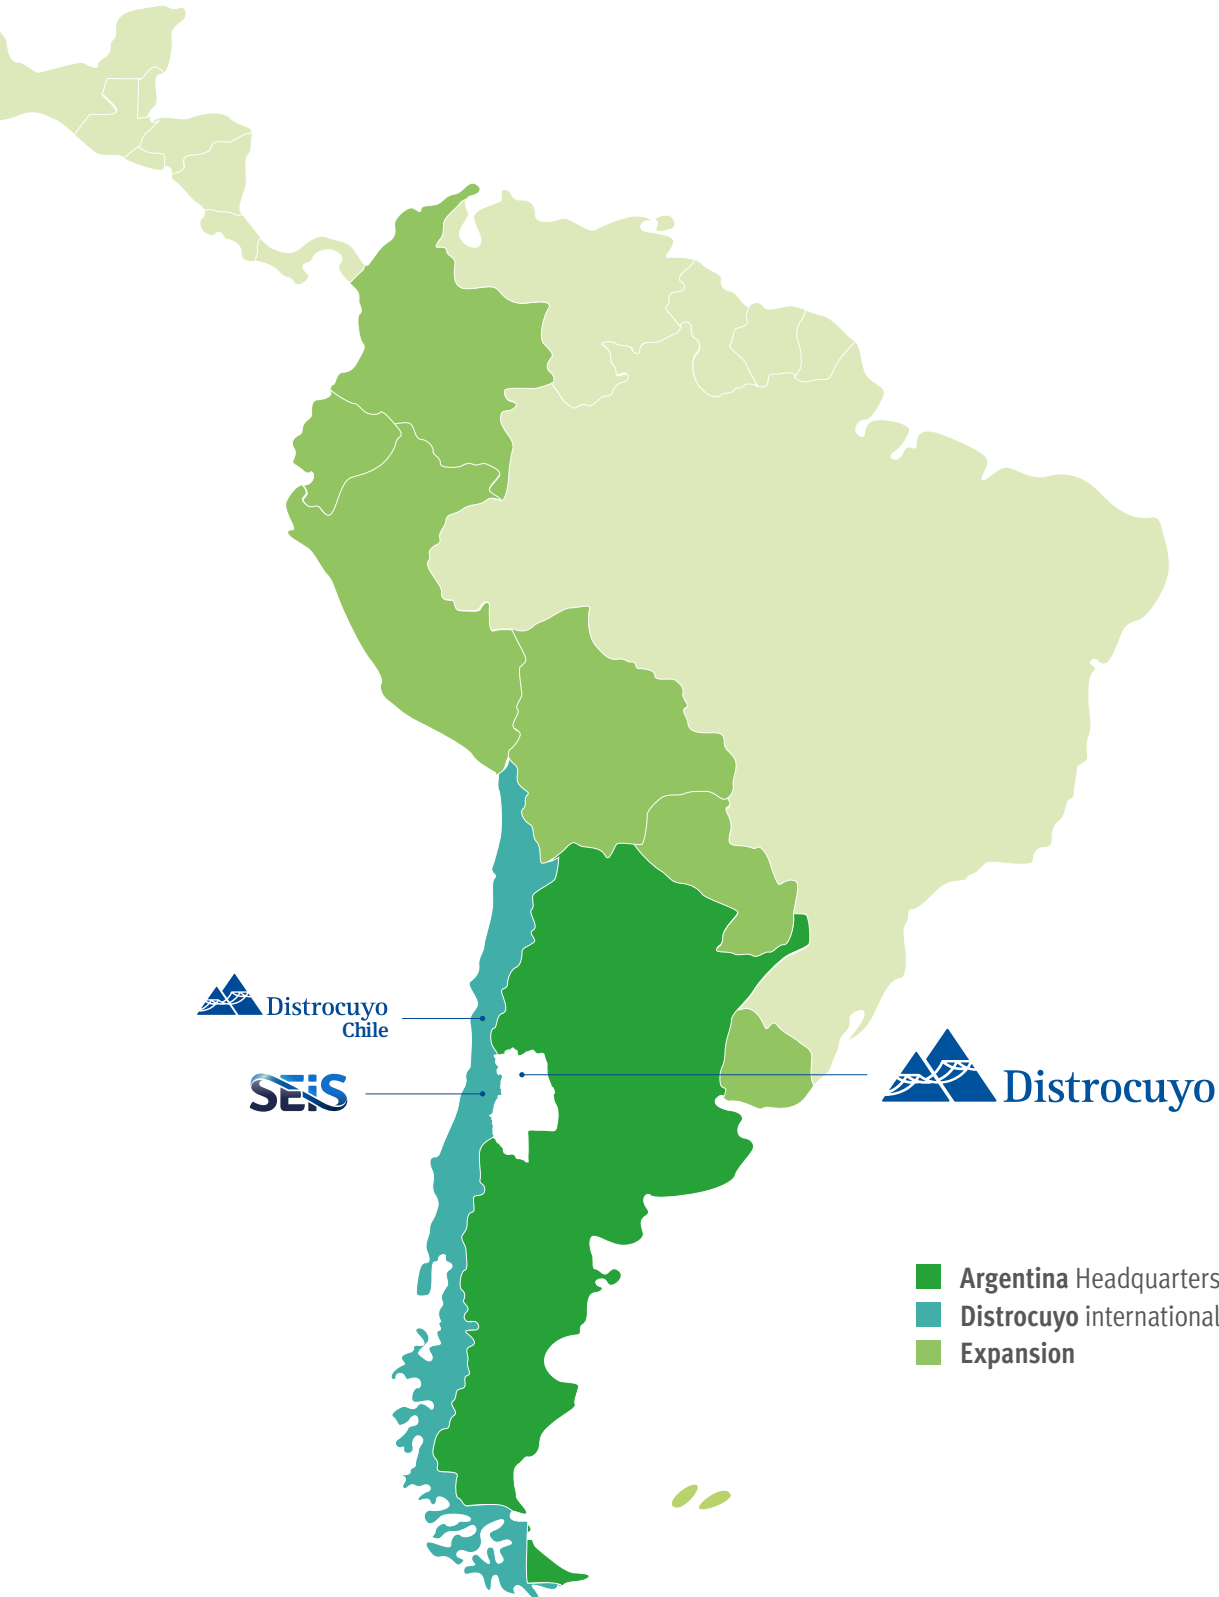 Distrocuyo
Chile
SEiS
Distrocuyo
Argentina Headquarters
Distrocuyo international
Expansion